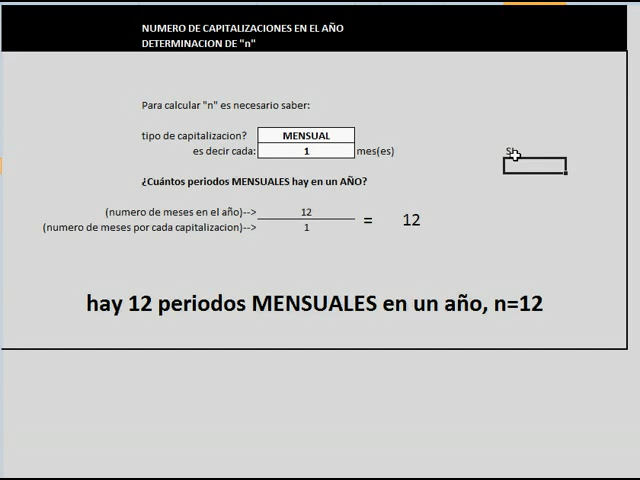 NUMERO DE CAPITALIZACIONES EN EL AÑO
DETERMINACION DE "n"
Para calcular "n" es necesario saber:
tipo de capitalizacion? MENSUAL
es decir cada: 1 mes(es)
¿Cuántos periodos MENSUALES hay en un AÑO?
(numero de meses en el año)--> 12
(numero de meses por cada capitalizacion)--> 1
= 12
hay 12 periodos MENSUALES en un año, n=12